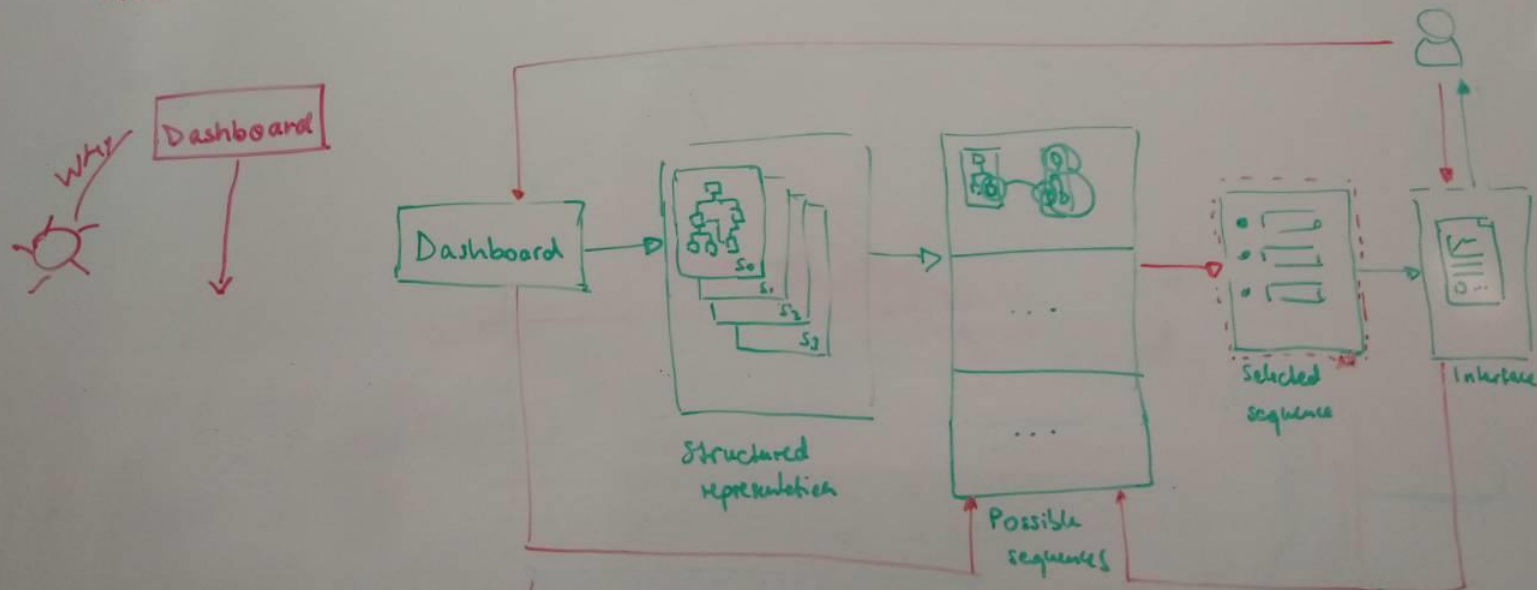 WHY
Dashboard
Dashboard
S0
S1
S2
S3
Structured
representation
...
...
Possible
sequences
Selected
sequence
Interface